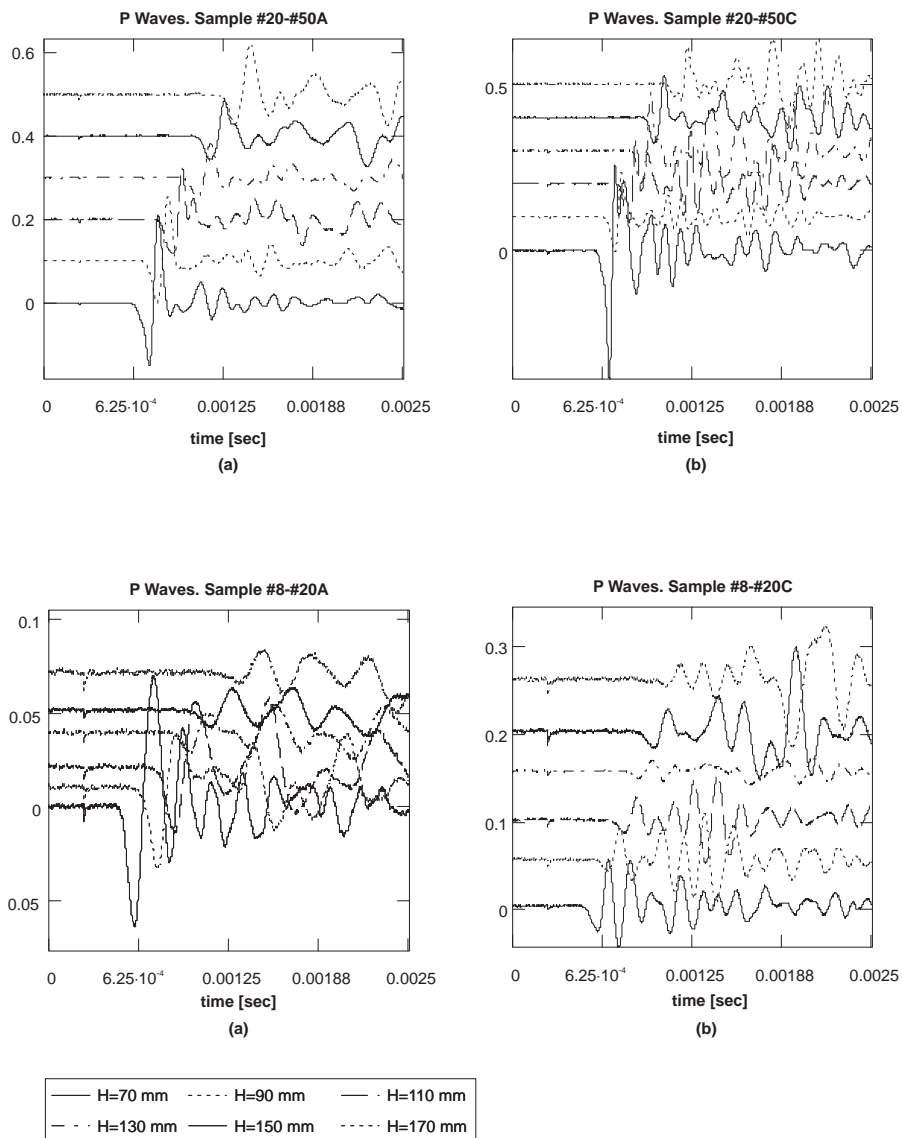 P Waves. Sample #20-#50A
0.6
0.4
0.2
0
0 6.25·10⁻⁴ 0.00125 0.00188 0.0025
time [sec]
(a)
P Waves. Sample #20-#50C
0.5
0
0 6.25·10⁻⁴ 0.00125 0.00188 0.0025
time [sec]
(b)
P Waves. Sample #8-#20A
0.1
0.05
0
0.05
0 6.25·10⁻⁴ 0.00125 0.00188 0.0025
time [sec]
(a)
P Waves. Sample #8-#20C
0.3
0.2
0.1
0
0 6.25·10⁻⁴ 0.00125 0.00188 0.0025
time [sec]
(b)
H=70 mm H=90 mm H=110 mm
H=130 mm H=150 mm H=170 mm